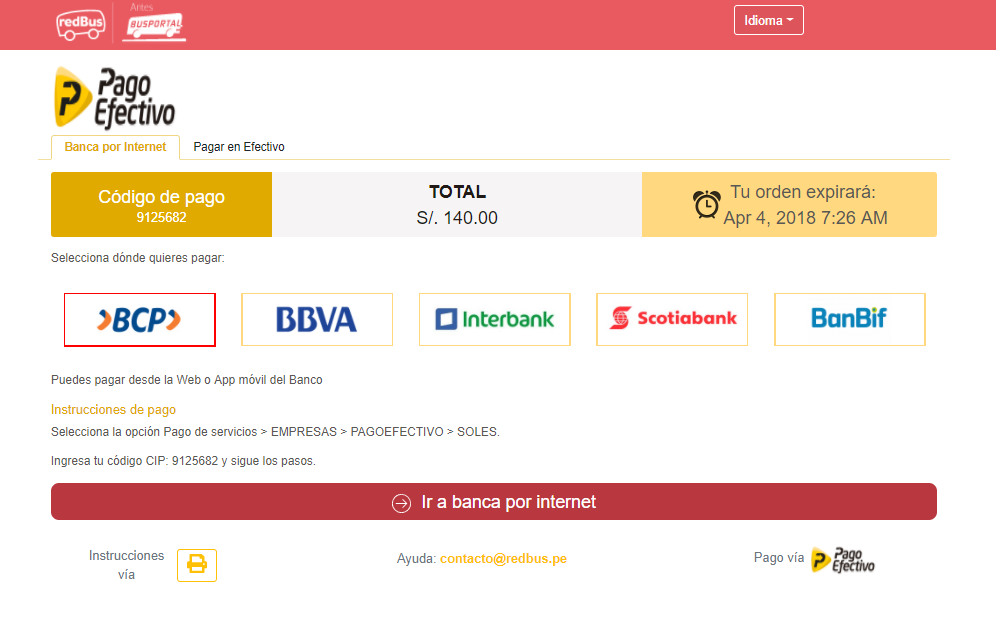 redBus
Antes
BUSPORTAL
Idioma
Pago
Efectivo
Banca por Internet
Pagar en Efectivo
Código de pago
9125682
TOTAL
S/. 140.00
Tu orden expirará:
Apr 4, 2018 7:26 AM
Selecciona dónde quieres pagar:
BCP
BBVA
Interbank
Scotiabank
BanBif
Puedes pagar desde la Web o App móvil del Banco
Instrucciones de pago
Selecciona la opción Pago de servicios > EMPRESAS > PAGOEFECTIVO > SOLES.
Ingresa tu código CIP: 9125682 y sigue los pasos.
Ir a banca por internet
Instrucciones
vía
Ayuda: contacto@redbus.pe
Pago vía
Pago
Efectivo